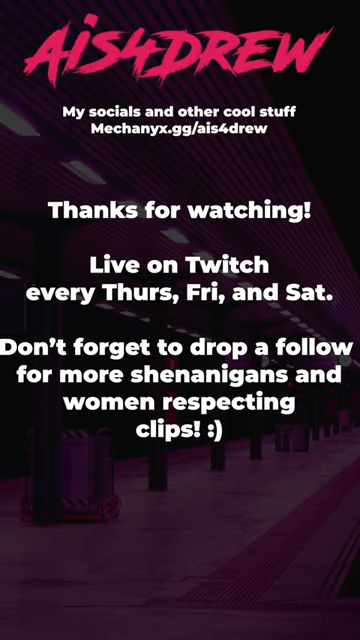 AiS4DREW
My socials and other cool stuff
Mechanyx.gg/ais4drew
Thanks for watching!
Live on Twitch
every Thurs, Fri, and Sat.
Don’t forget to drop a follow
for more shenanigans and
women respecting
clips! :)